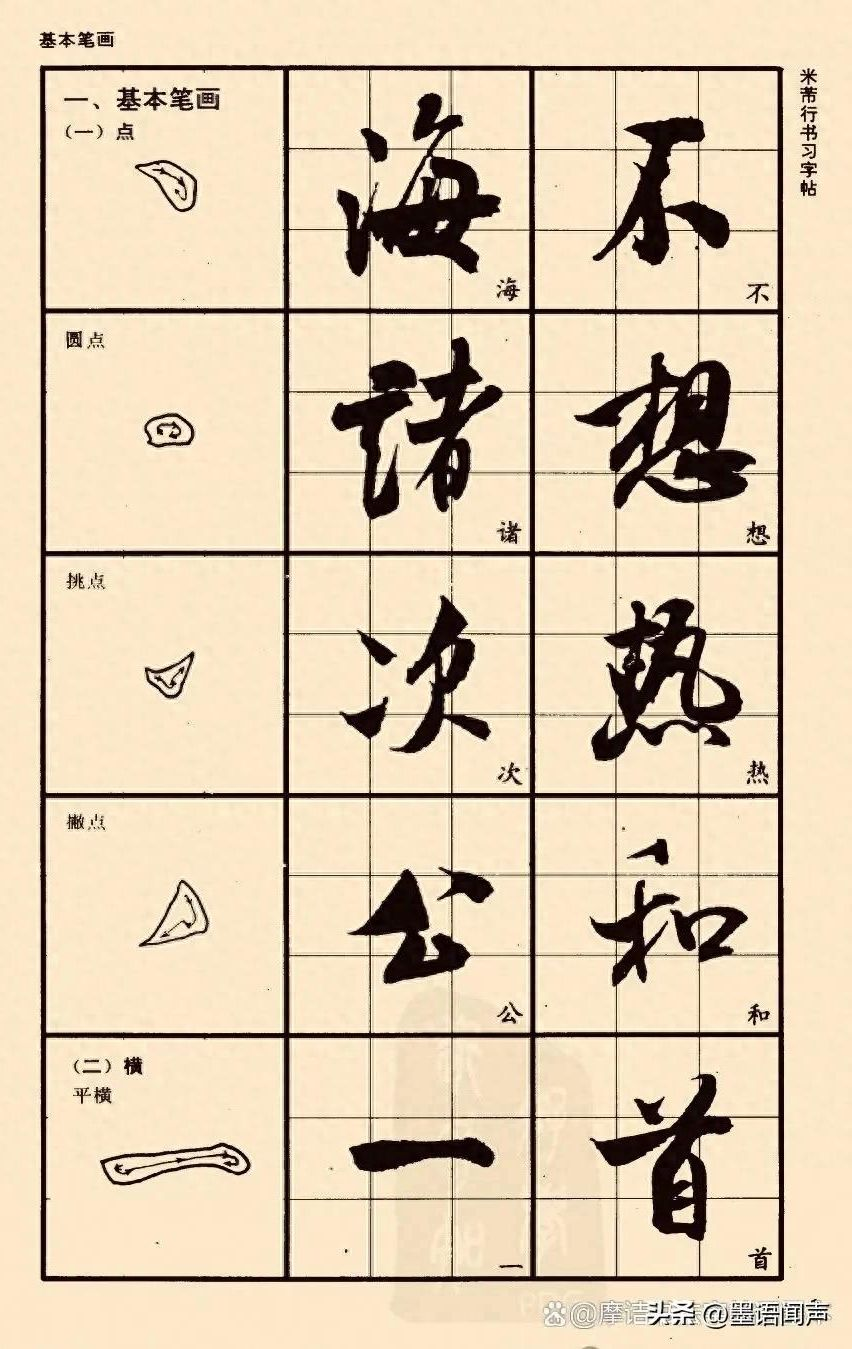 基本笔画
米芾行书习字帖
一、基本笔画
（一）点
海
海
不
不
圆点
諸
诸
想
想
挑点
次
次
熱
热
撇点
公
公
和
和
（二）横
平横
一
一
首
首
头条 @墨语闻声